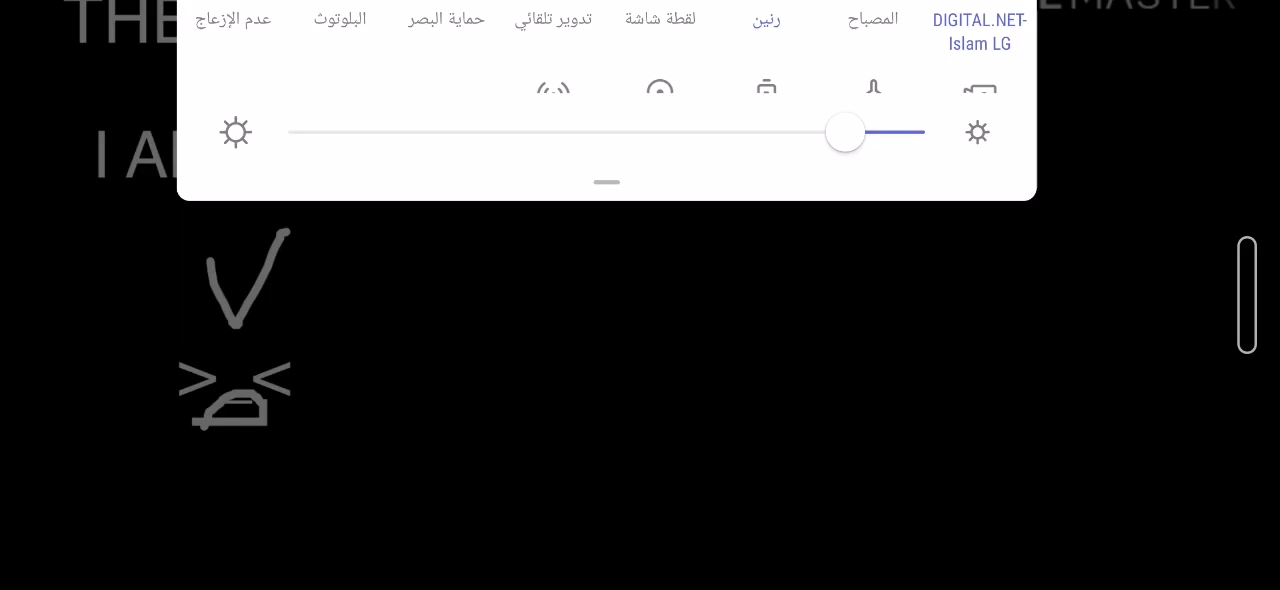 THE
عدم الإزعاج
البلوتوث
حماية البصر
تدوير تلقائي
لقطة شاشة
رنين
المصباح
DIGITAL.NET-
Islam LG
I A
> <